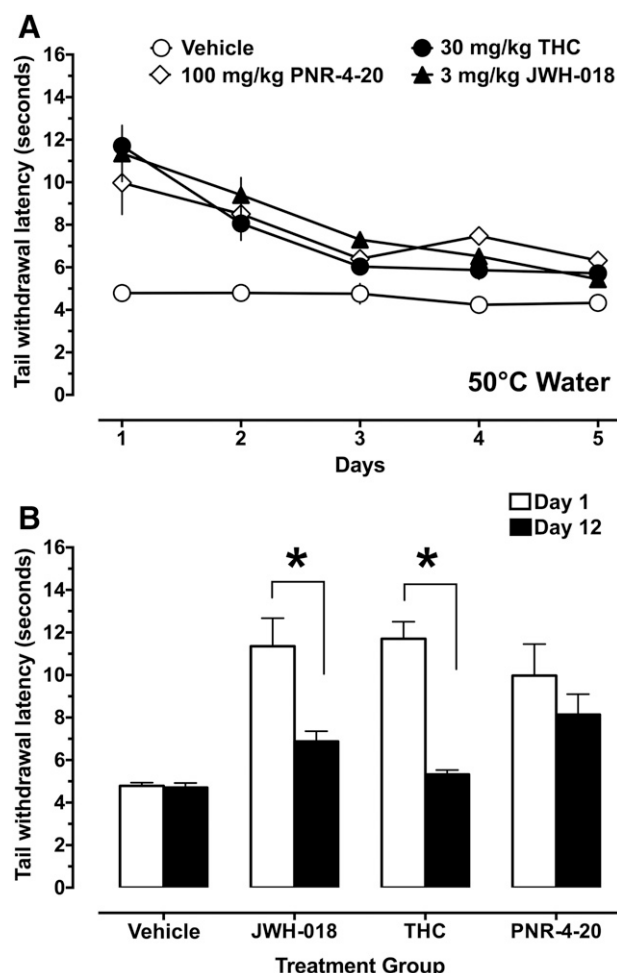 A
Vehicle
30 mg/kg THC
100 mg/kg PNR-4-20
3 mg/kg JWH-018
Tail withdrawal latency (seconds)
16
14
12
10
8
6
4
2
0
50°C Water
1 2 3 4 5
Days
B
Day 1
Day 12
Tail withdrawal latency (seconds)
16
14
12
10
8
6
4
2
0
*
*
Vehicle JWH-018 THC PNR-4-20
Treatment Group